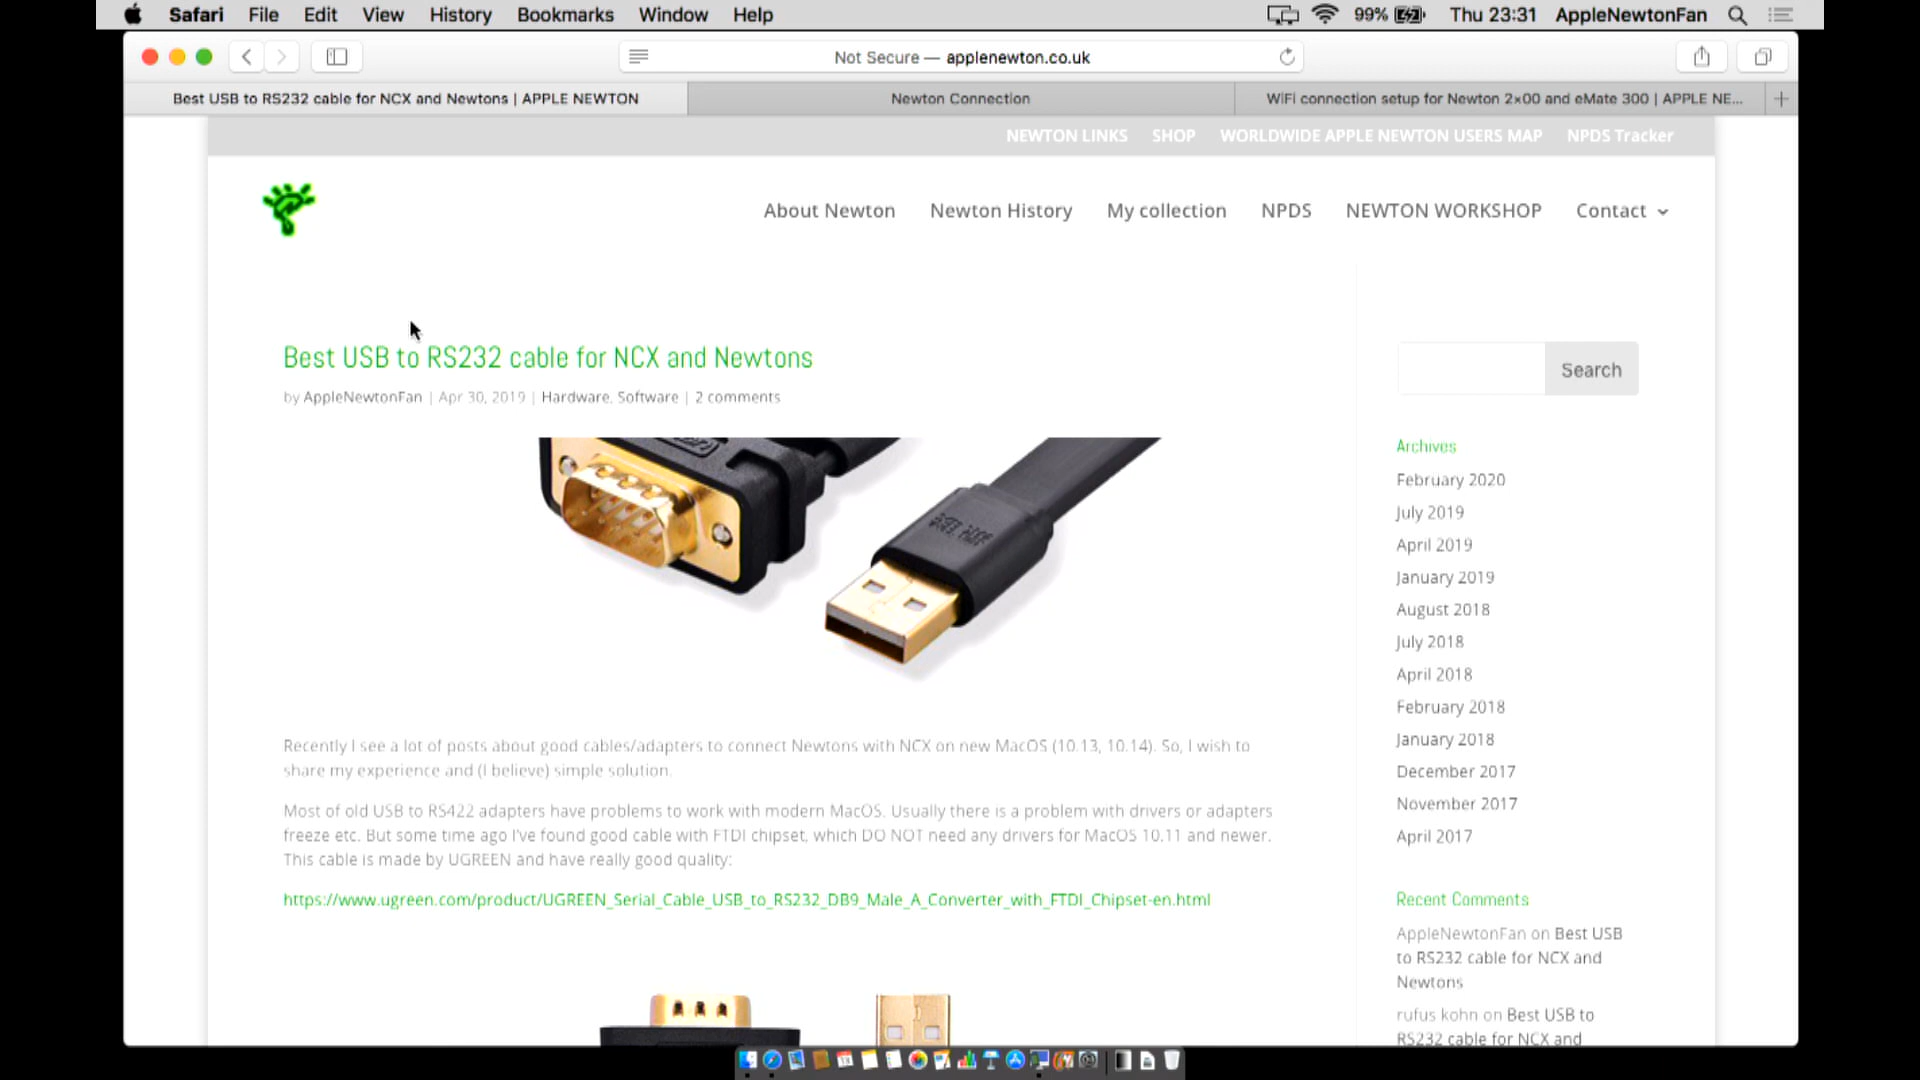 Safari File Edit View History Bookmarks Window Help 99% Thu 23:31 AppleNewtonFan
Not Secure — applenewton.co.uk
Best USB to RS232 cable for NCX and Newtons | APPLE NEWTON
Newton Connection
WiFi connection setup for Newton 2×00 and eMate 300 | APPLE NE...
NEWTON LINKS SHOP WORLDWIDE APPLE NEWTON USERS MAP NPDS Tracker
About Newton Newton History My collection NPDS NEWTON WORKSHOP Contact
Best USB to RS232 cable for NCX and Newtons
by AppleNewtonFan | Apr 30, 2019 | Hardware, Software | 2 comments
Recently I see a lot of posts about good cables/adapters to connect Newtons with NCX on new MacOS (10.13, 10.14). So, I wish to
share my experience and (I believe) simple solution.
Most of old USB to RS422 adapters have problems to work with modern MacOS. Usually there is a problem with drivers or adapters
freeze etc. But some time ago I've found good cable with FTDI chipset, which DO NOT need any drivers for MacOS 10.11 and newer.
This cable is made by UGREEN and have really good quality:
https://www.ugreen.com/product/UGREEN_Serial_Cable_USB_to_RS232_DB9_Male_A_Converter_with_FTDI_Chipset-en.html
Search
Archives
February 2020
July 2019
April 2019
January 2019
August 2018
July 2018
April 2018
February 2018
January 2018
December 2017
November 2017
April 2017
Recent Comments
AppleNewtonFan on Best USB
to RS232 cable for NCX and
Newtons
rufus kohn on Best USB to
RS232 cable for NCX and